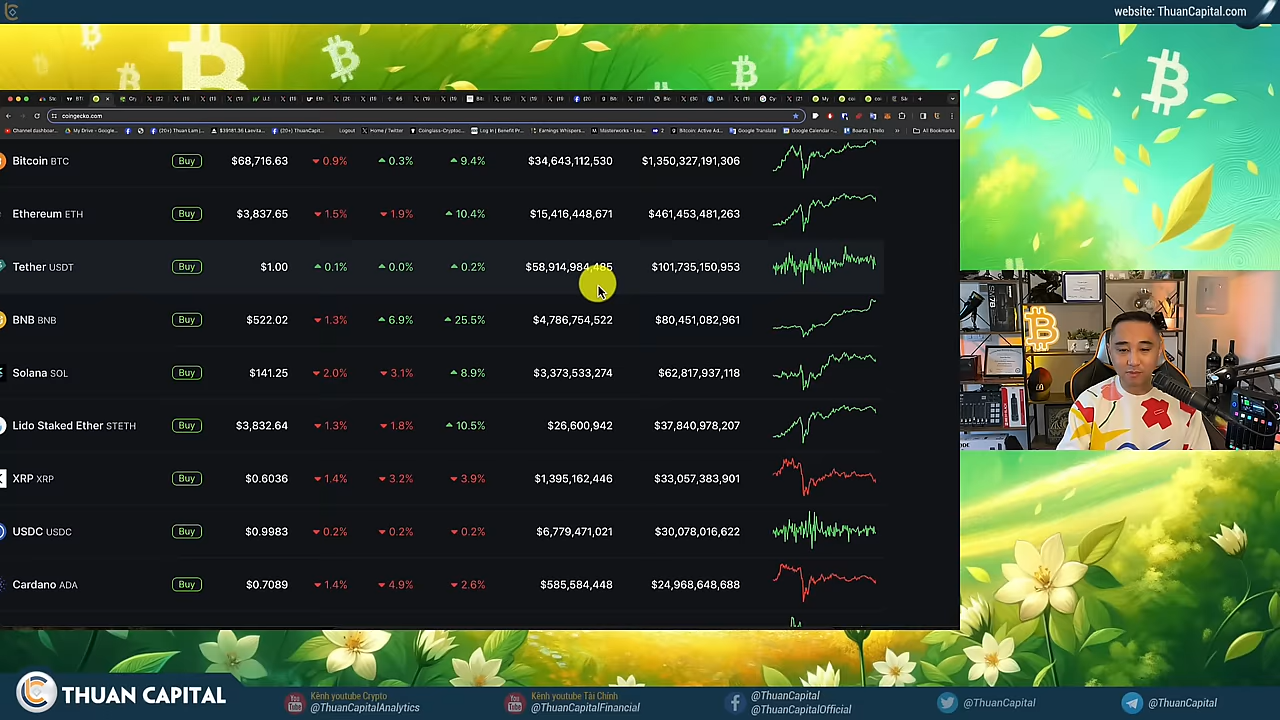 website: ThuanCapital.com
coingecko.com
Bitcoin BTC Buy $68,716.63 0.9% 0.3% 9.4% $34,643,112,530 $1,350,327,191,306
Ethereum ETH Buy $3,837.65 1.5% 1.9% 10.4% $15,416,448,671 $461,453,481,263
Tether USDT Buy $1.00 0.1% 0.0% 0.2% $58,914,984,485 $101,735,150,953
BNB BNB Buy $522.02 1.3% 6.9% 25.5% $4,786,754,522 $80,451,082,961
Solana SOL Buy $141.25 2.0% 3.1% 8.9% $3,373,533,274 $62,817,937,118
Lido Staked Ether STETH Buy 1.3% 1.8% 10.5% $26,600,942 $37,840,978,207
XRP XRP Buy $0.6036 1.4% 3.2% 3.9% $1,395,162,446 $33,057,383,901
USDC USDC Buy $0.9983 0.2% 0.2% 0.2% $6,779,471,021 $30,078,016,622
Cardano ADA Buy $0.7089 1.4% 4.9% 2.6% $585,584,448 $24,968,648,688
THUAN CAPITAL
Kênh youtube Crypto
@ThuanCapitalAnalytics
Kênh youtube Tài Chính
@ThuanCapitalFinancial
@ThuanCapital
@ThuanCapitalOfficial
@ThuanCapital
@ThuanCapital